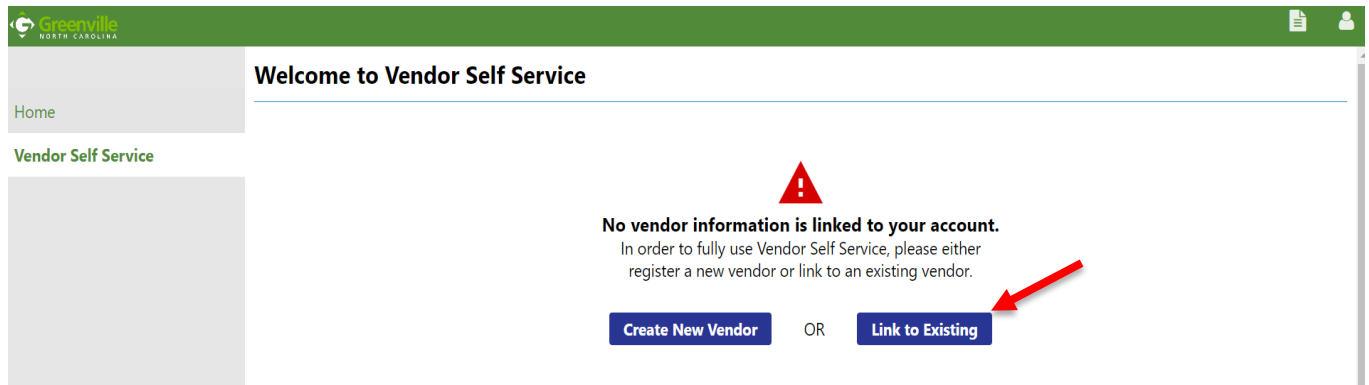 Greenville
NORTH CAROLINA
Welcome to Vendor Self Service
Home
Vendor Self Service
No vendor information is linked to your account.
In order to fully use Vendor Self Service, please either
register a new vendor or link to an existing vendor.
Create New Vendor OR Link to Existing